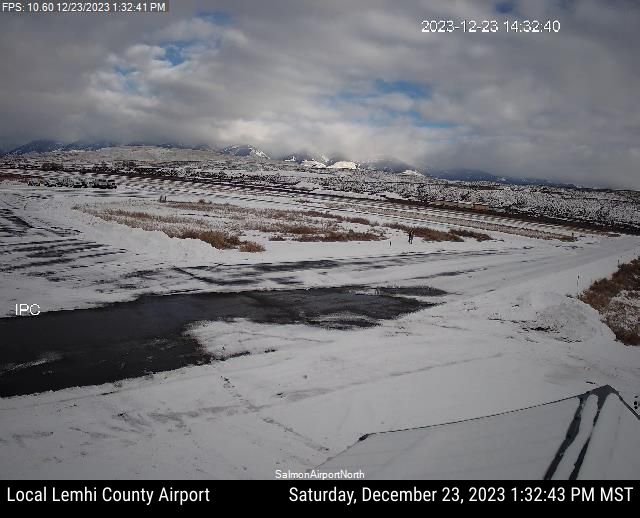 FPS: 10.60 12/23/2023 1:32:41 PM
2023-12-23 14:32:40
IPC
SalmonAirportNorth
Local Lemhi County Airport
Saturday, December 23, 2023 1:32:43 PM MST